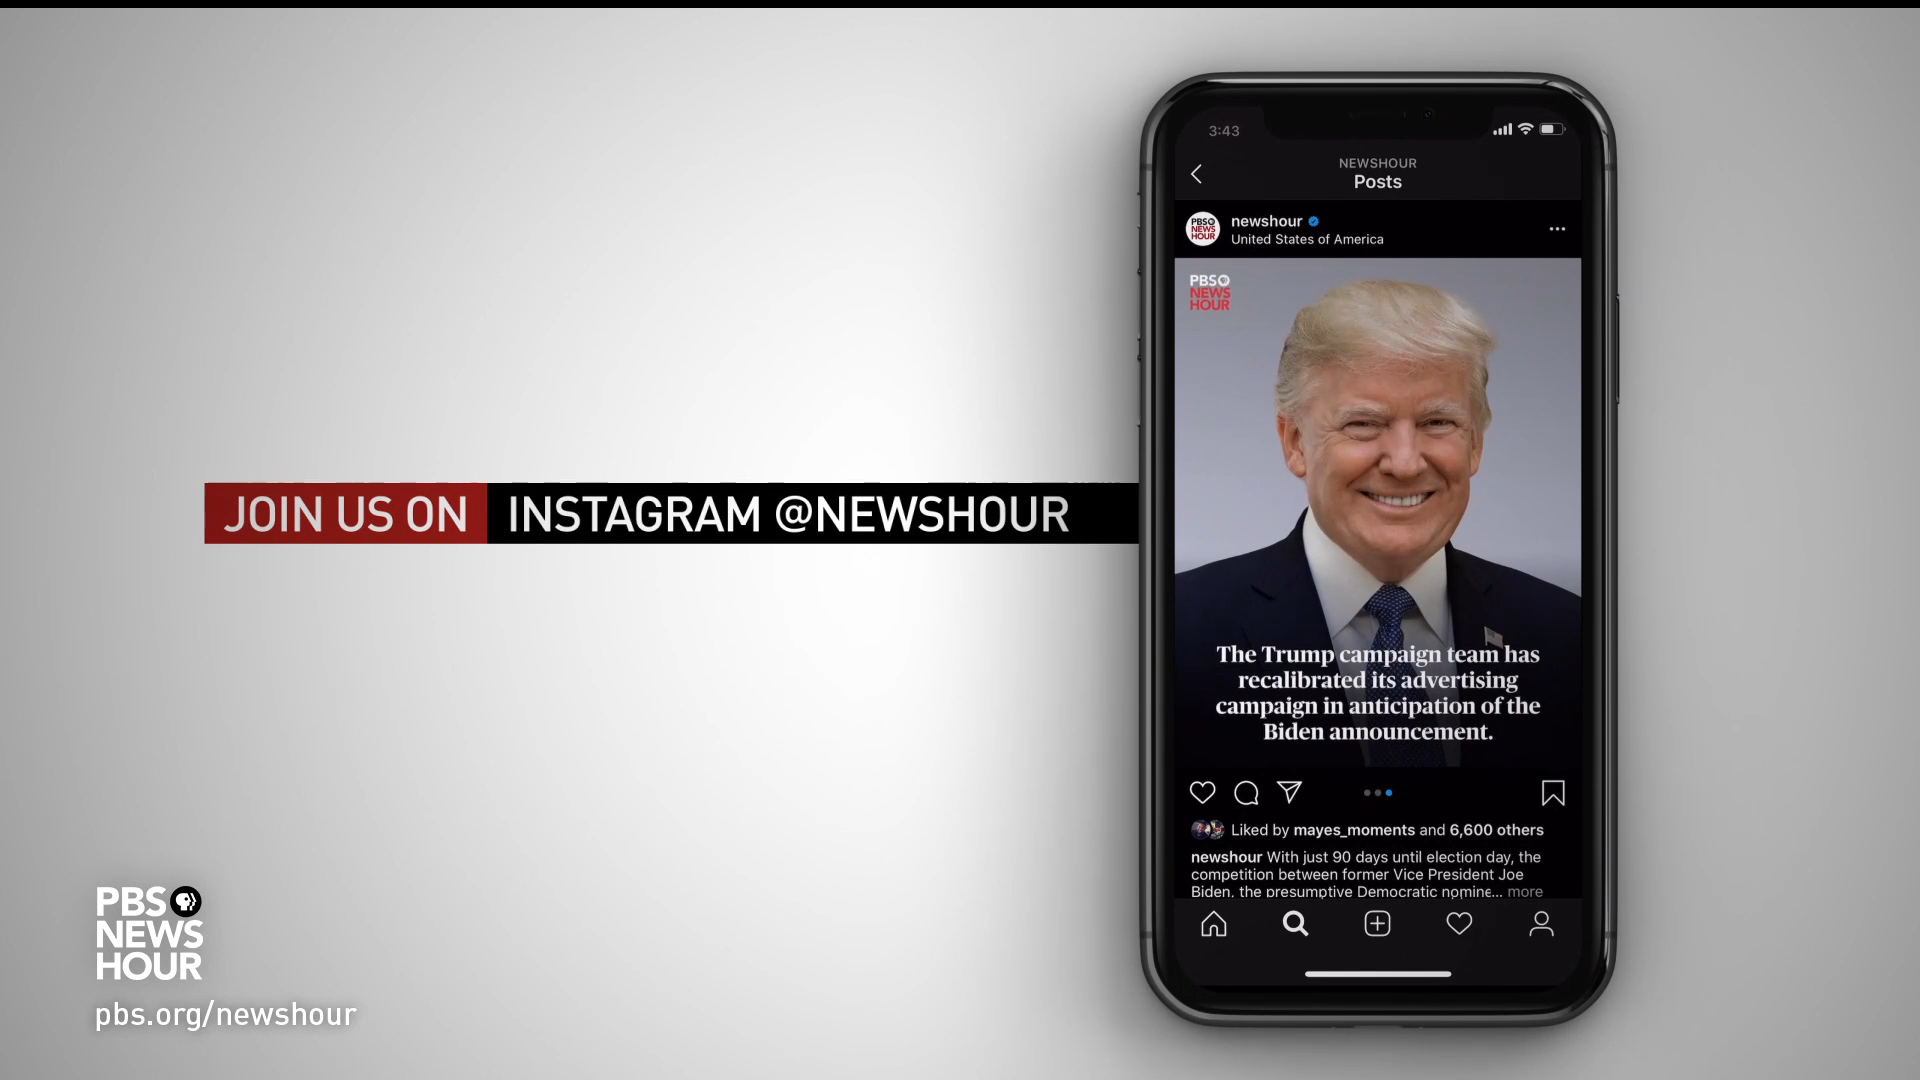 JOIN US ON INSTAGRAM @NEWSHOUR
PBS
NEWS
HOUR
pbs.org/newshour
3:43
NEWSHOUR
Posts
PBS
NEWS
HOUR
newshour
United States of America
PBS
NEWS
HOUR
The Trump campaign team has
recalibrated its advertising
campaign in anticipation of the
Biden announcement.
Liked by mayes_moments and 6,600 others
newshour With just 90 days until election day, the
competition between former Vice President Joe
Biden, the presumptive Democratic nomine... more